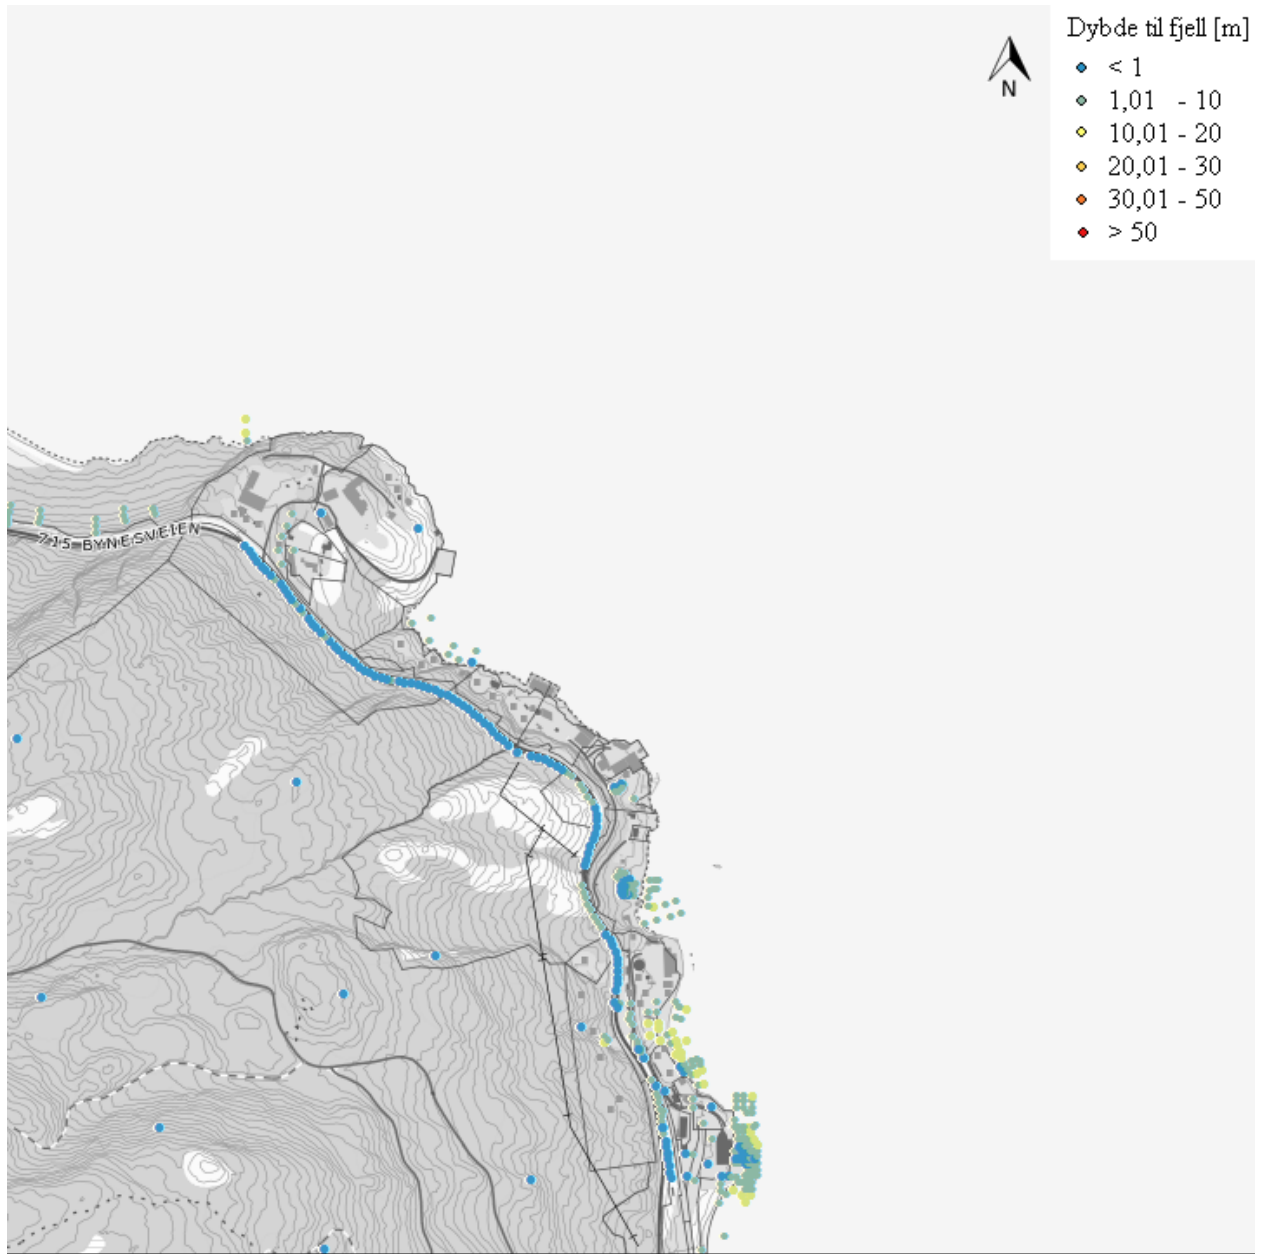 Dybde til fjell [m]
< 1
1,01 - 10
10,01 - 20
20,01 - 30
30,01 - 50
> 50
N
715 BYNESVEIEN